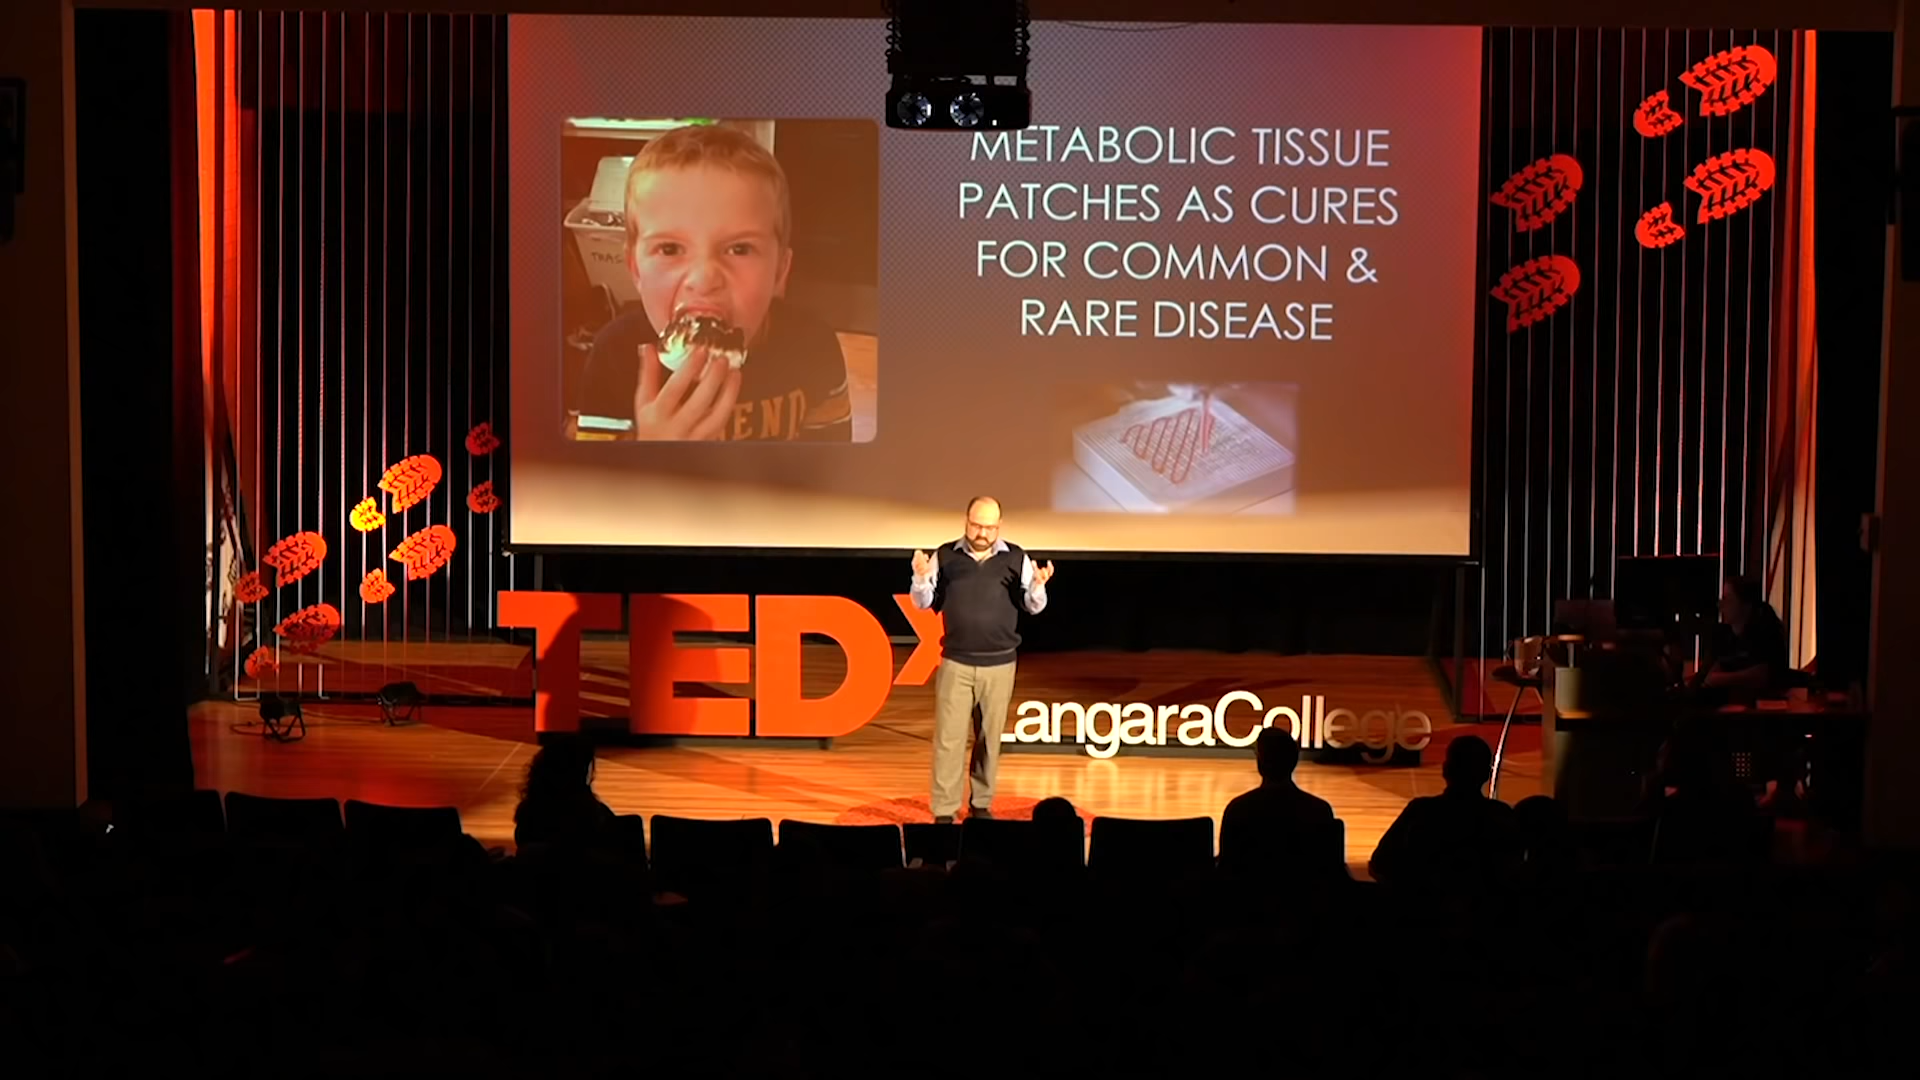 METABOLIC TISSUE
PATCHES AS CURES
FOR COMMON &
RARE DISEASE
TEDx
LangaraCollege